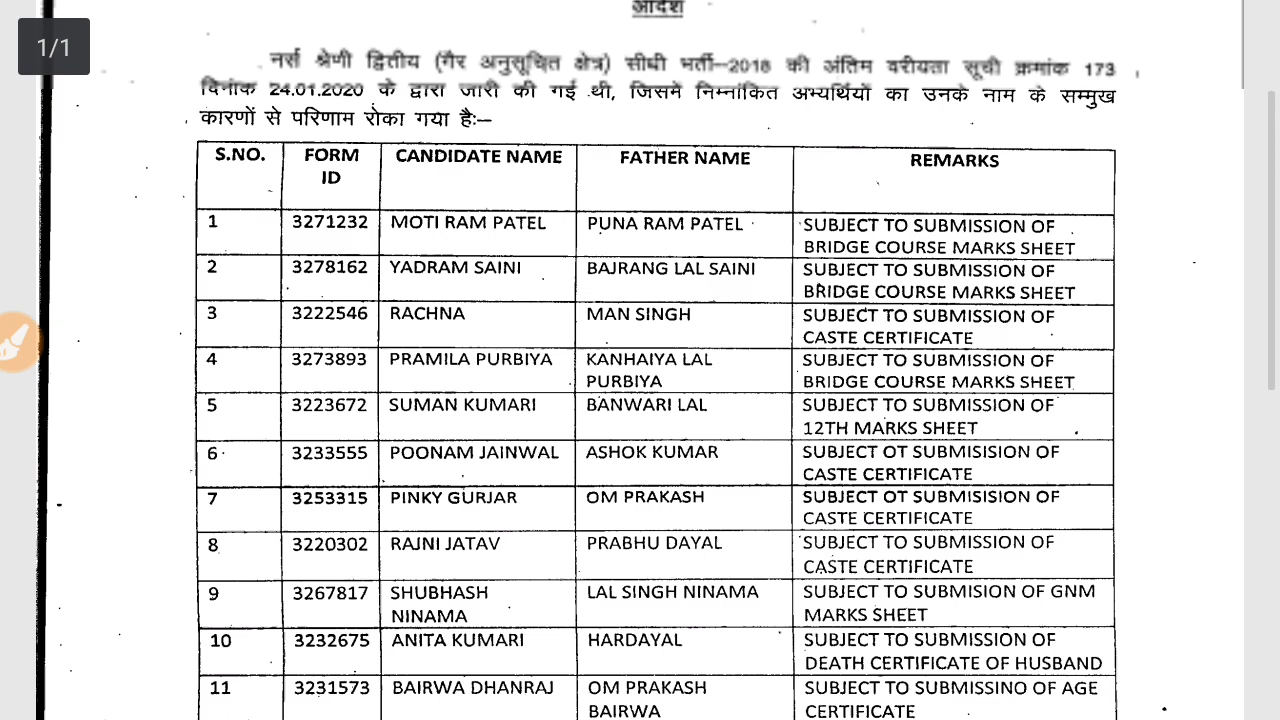 1/1
आदेश
नर्स श्रेणी द्वितीय (गैर अनुसूचित क्षेत्र) सीधी भर्ती–2018 की अंतिम वरीयता सूची क्रमांक 173
दिनांक 24.01.2020 के द्वारा जारी की गई थी, जिसमें निम्नांकित अभ्यर्थियों का उनके नाम के सम्मुख
कारणों से परिणाम रोका गया हैः–
S.NO. FORM ID CANDIDATE NAME FATHER NAME REMARKS
1 3271232 MOTI RAM PATEL PUNA RAM PATEL SUBJECT TO SUBMISSION OF
BRIDGE COURSE MARKS SHEET
2 3278162 YADRAM SAINI BAJRANG LAL SAINI SUBJECT TO SUBMISSION OF
BRIDGE COURSE MARKS SHEET
3 3222546 RACHNA MAN SINGH SUBJECT TO SUBMISSION OF
CASTE CERTIFICATE
4 3273893 PRAMILA PURBIYA KANHAIYA LAL SUBJECT TO SUBMISSION OF
PURBIYA BRIDGE COURSE MARKS SHEET
5 3223672 SUMAN KUMARI BANWARI LAL SUBJECT TO SUBMISSION OF
12TH MARKS SHEET
6 3233555 POONAM JAINWAL ASHOK KUMAR SUBJECT OT SUBMISISION OF
CASTE CERTIFICATE
7 3253315 PINKY GURJAR OM PRAKASH SUBJECT OT SUBMISISION OF
CASTE CERTIFICATE
8 3220302 RAJNI JATAV PRABHU DAYAL SUBJECT TO SUBMISSION OF
CASTE CERTIFICATE
9 3267817 SHUBHASH LAL SINGH NINAMA SUBJECT TO SUBMISION OF GNM
NINAMA MARKS SHEET
10 3232675 ANITA KUMARI HARDAYAL SUBJECT TO SUBMISSION OF
DEATH CERTIFICATE OF HUSBAND
11 3231573 BAIRWA DHANRAJ OM PRAKASH SUBJECT TO SUBMISSINO OF AGE
BAIRWA CERTIFICATE